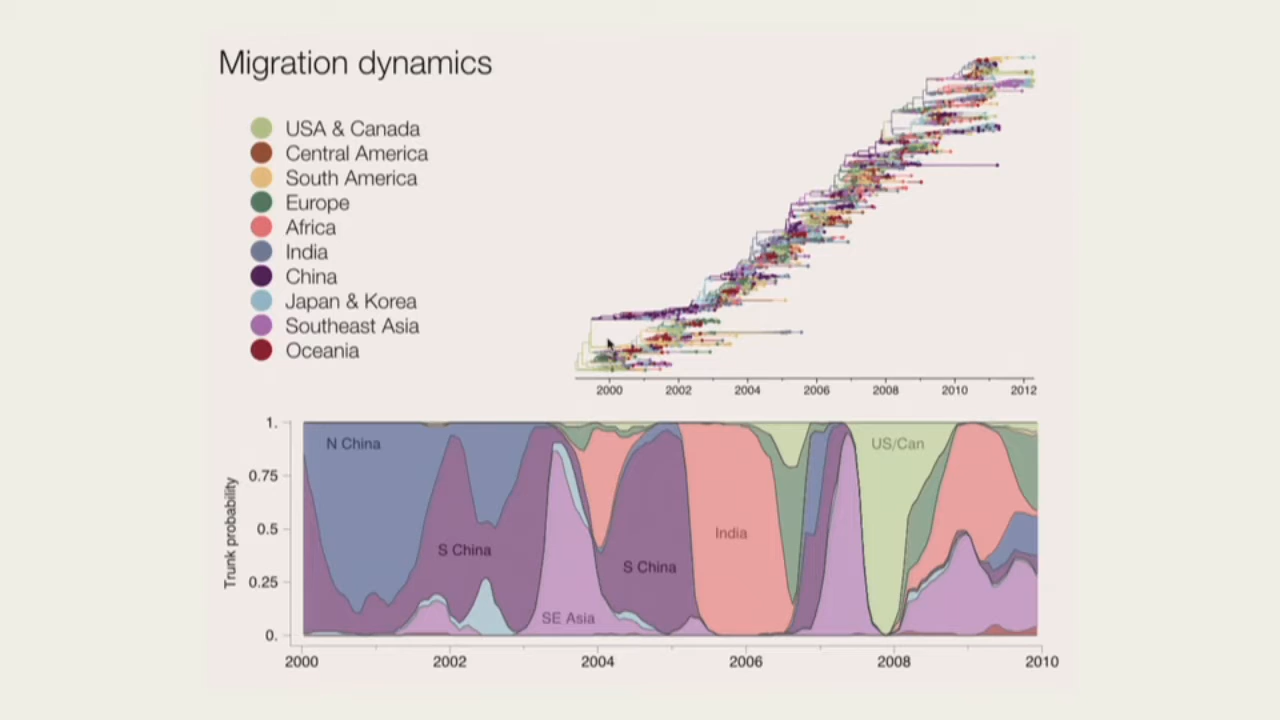 Migration dynamics
USA & Canada
Central America
South America
Europe
Africa
India
China
Japan & Korea
Southeast Asia
Oceania
2000 2002 2004 2006 2008 2010 2012
Trunk probability
1.
0.75
0.5
0.25
0.
N China
S China
SE Asia
S China
India
US/Can
2000 2002 2004 2006 2008 2010